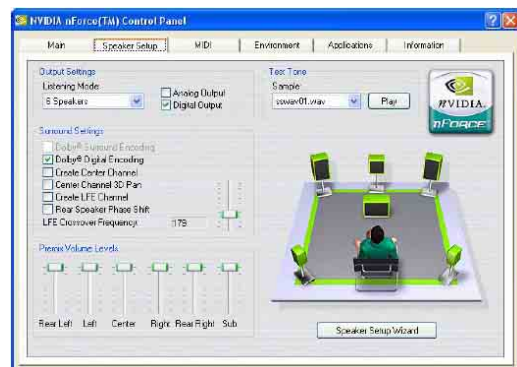 NVIDIA nForce(TM) Control Panel
Main Speaker Setup MIDI Environment Applications Information
Output Settings
Listening Mode:
6 Speakers
Analog Output
Digital Output
Test Tone
Sample:
sswav01.wav Play
NVIDIA.
nFORCE
Surround Settings
Dolby® Surround Encoding
Dolby® Digital Encoding
Create Center Channel
Center Channel 3D Pan
Create LFE Channel
Rear Speaker Phase Shift
LFE Crossover Frequency: 179
Premix Volume Levels
Rear Left Left Center Right Rear Right Sub
Speaker Setup Wizard